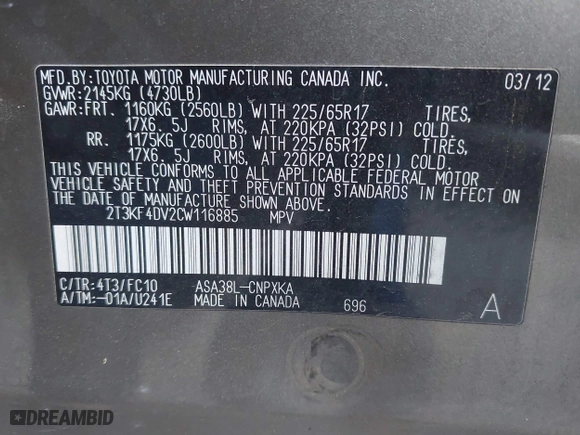 MFD. BY: TOYOTA MOTOR MANUFACTURING CANADA INC. 03/12
GVWR: 2145KG (4730LB)
GAWR: FRT. 1160KG (2560LB) WITH 225/65R17 TIRES,
17X6. 5J RIMS, AT 220KPA (32PSI) COLD.
RR. 1175KG (2600LB) WITH 225/65R17 TIRES,
17X6. 5J RIMS, AT 220KPA (32PSI) COLD.
THIS VEHICLE CONFORMS TO ALL APPLICABLE FEDERAL MOTOR
VEHICLE SAFETY AND THEFT PREVENTION STANDARDS IN EFFECT ON
THE DATE OF MANUFACTURE SHOWN ABOVE.
2T3KF4DV2CW116885 MPV
C/TR: 4T3/FC10 ASA38L-CNPXKA
A/TM: -01A/U241E MADE IN CANADA 696 A
DREAMBID